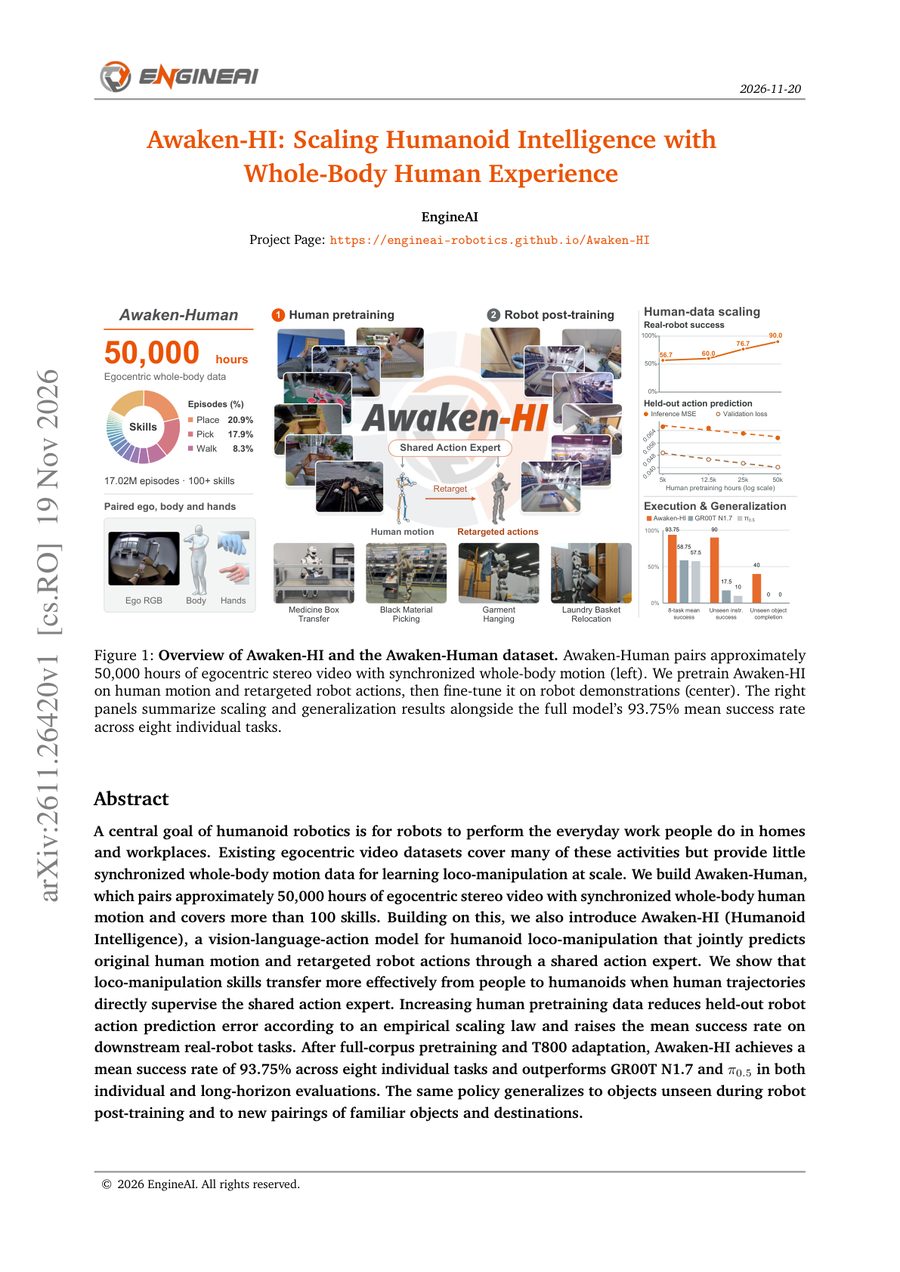 ENGINEAI
2026-11-20
Awaken-HI: Scaling Humanoid Intelligence with
Whole-Body Human Experience
EngineAI
Project Page: https://engineai-robotics.github.io/Awaken-HI
arXiv:2611.26420v1 [cs.RO] 19 Nov 2026
Awaken-Human
50,000 hours
Egocentric whole-body data
Skills
Episodes (%)
Place 20.9%
Pick 17.9%
Walk 8.3%
17.02M episodes · 100+ skills
Paired ego, body and hands
Ego RGB Body Hands
1 Human pretraining
2 Robot post-training
Awaken-HI
Shared Action Expert
Retarget
Human motion Retargeted actions
Medicine Box
Transfer
Black Material
Picking
Garment
Hanging
Laundry Basket
Relocation
Human-data scaling
Real-robot success
100%
50%
0%
56.7 60.0 76.7 90.0
Held-out action prediction
Inference MSE Validation loss
0.064
0.056
0.048
0.040
5k 12.5k 25k 50k
Human pretraining hours (log scale)
Execution & Generalization
Awaken-HI GR00T N1.7 π0.5
100%
50%
0%
93.75 58.75 57.5
90 17.5 10
40 0 0
8-task mean
success
Unseen instr.
success
Unseen object
completion
Figure 1: Overview of Awaken-HI and the Awaken-Human dataset. Awaken-Human pairs approximately
50,000 hours of egocentric stereo video with synchronized whole-body motion (left). We pretrain Awaken-HI
on human motion and retargeted robot actions, then fine-tune it on robot demonstrations (center). The right
panels summarize scaling and generalization results alongside the full model's 93.75% mean success rate
across eight individual tasks.
Abstract
A central goal of humanoid robotics is for robots to perform the everyday work people do in homes
and workplaces. Existing egocentric video datasets cover many of these activities but provide little
synchronized whole-body motion data for learning loco-manipulation at scale. We build Awaken-Human,
which pairs approximately 50,000 hours of egocentric stereo video with synchronized whole-body human
motion and covers more than 100 skills. Building on this, we also introduce Awaken-HI (Humanoid
Intelligence), a vision-language-action model for humanoid loco-manipulation that jointly predicts
original human motion and retargeted robot actions through a shared action expert. We show that
loco-manipulation skills transfer more effectively from people to humanoids when human trajectories
directly supervise the shared action expert. Increasing human pretraining data reduces held-out robot
action prediction error according to an empirical scaling law and raises the mean success rate on
downstream real-robot tasks. After full-corpus pretraining and T800 adaptation, Awaken-HI achieves a
mean success rate of 93.75% across eight individual tasks and outperforms GR00T N1.7 and π0.5 in both
individual and long-horizon evaluations. The same policy generalizes to objects unseen during robot
post-training and to new pairings of familiar objects and destinations.
© 2026 EngineAI. All rights reserved.